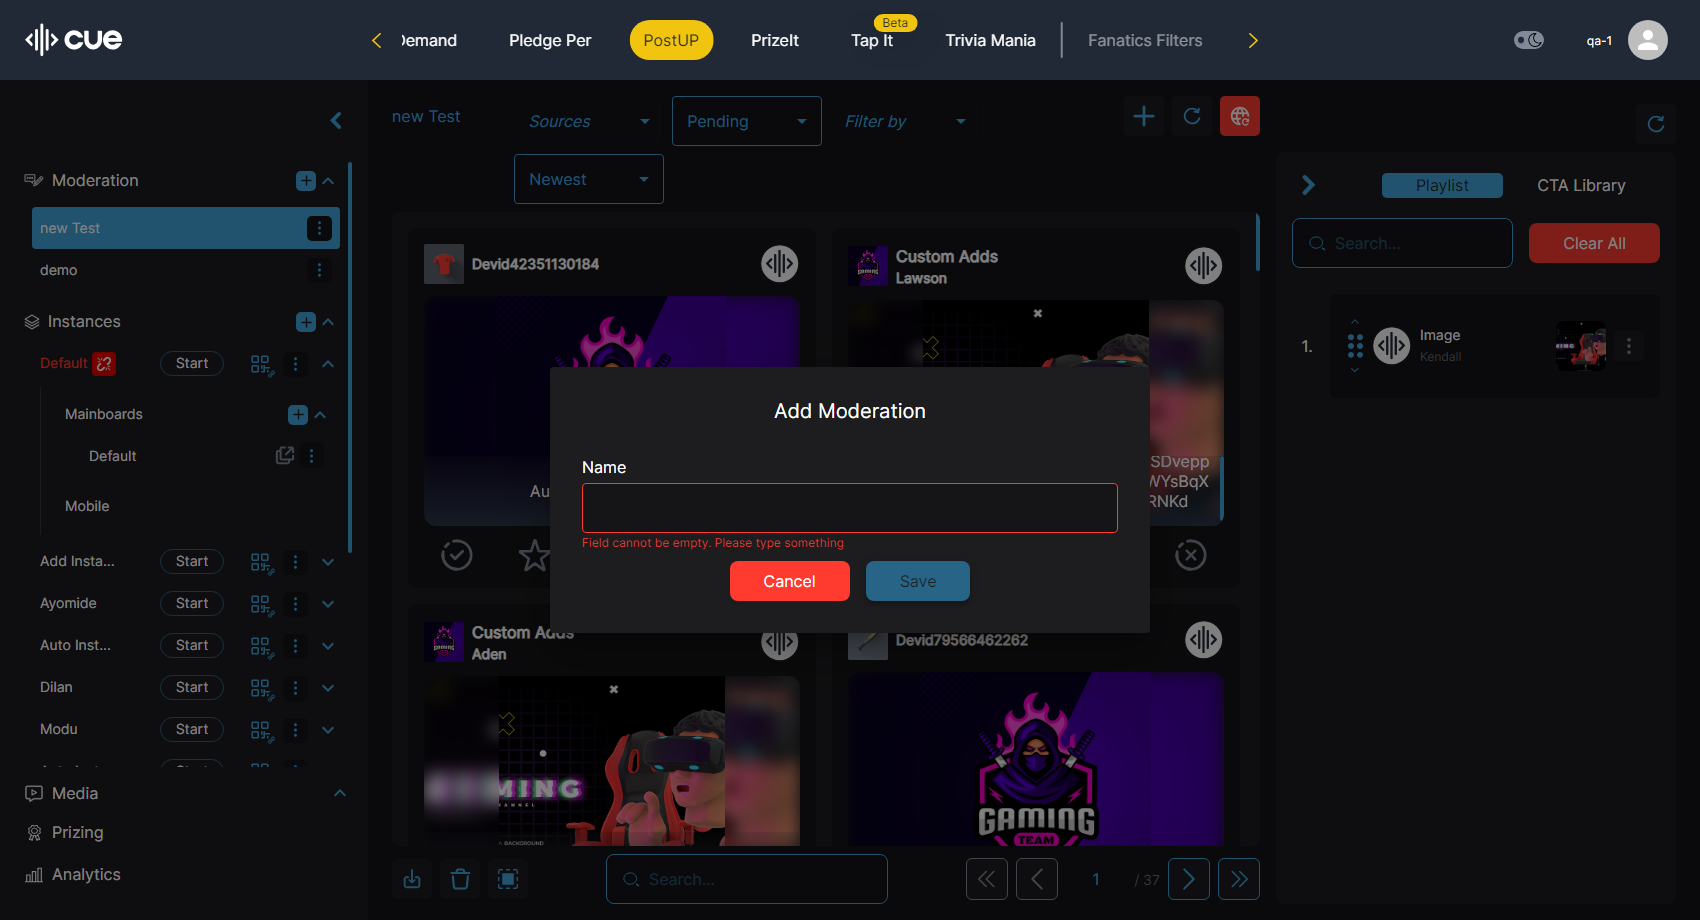 cue
Demand
Pledge Per
PostUP
PrizeIt
Beta
Tap It
Trivia Mania
Fanatics Filters
qa-1
new Test
Sources
Pending
Filter by
Newest
Moderation
new Test
demo
Instances
Default
Start
Mainboards
Default
Mobile
Add Insta...
Start
Ayomide
Start
Auto Inst...
Start
Dilan
Start
Modu
Start
Media
Prizing
Analytics
Devid42351130184
Au
Custom Adds
Lawson
SDvepp
WYsBqX
RNKd
Add Moderation
Name
Field cannot be empty. Please type something
Cancel
Save
Custom Adds
Aden
GAMING
CHANNEL
BACKGROUND
Devid79566462262
GAMING
TEAM
Search...
1
/ 37
Playlist
CTA Library
Search...
Clear All
1.
Image
Kendall